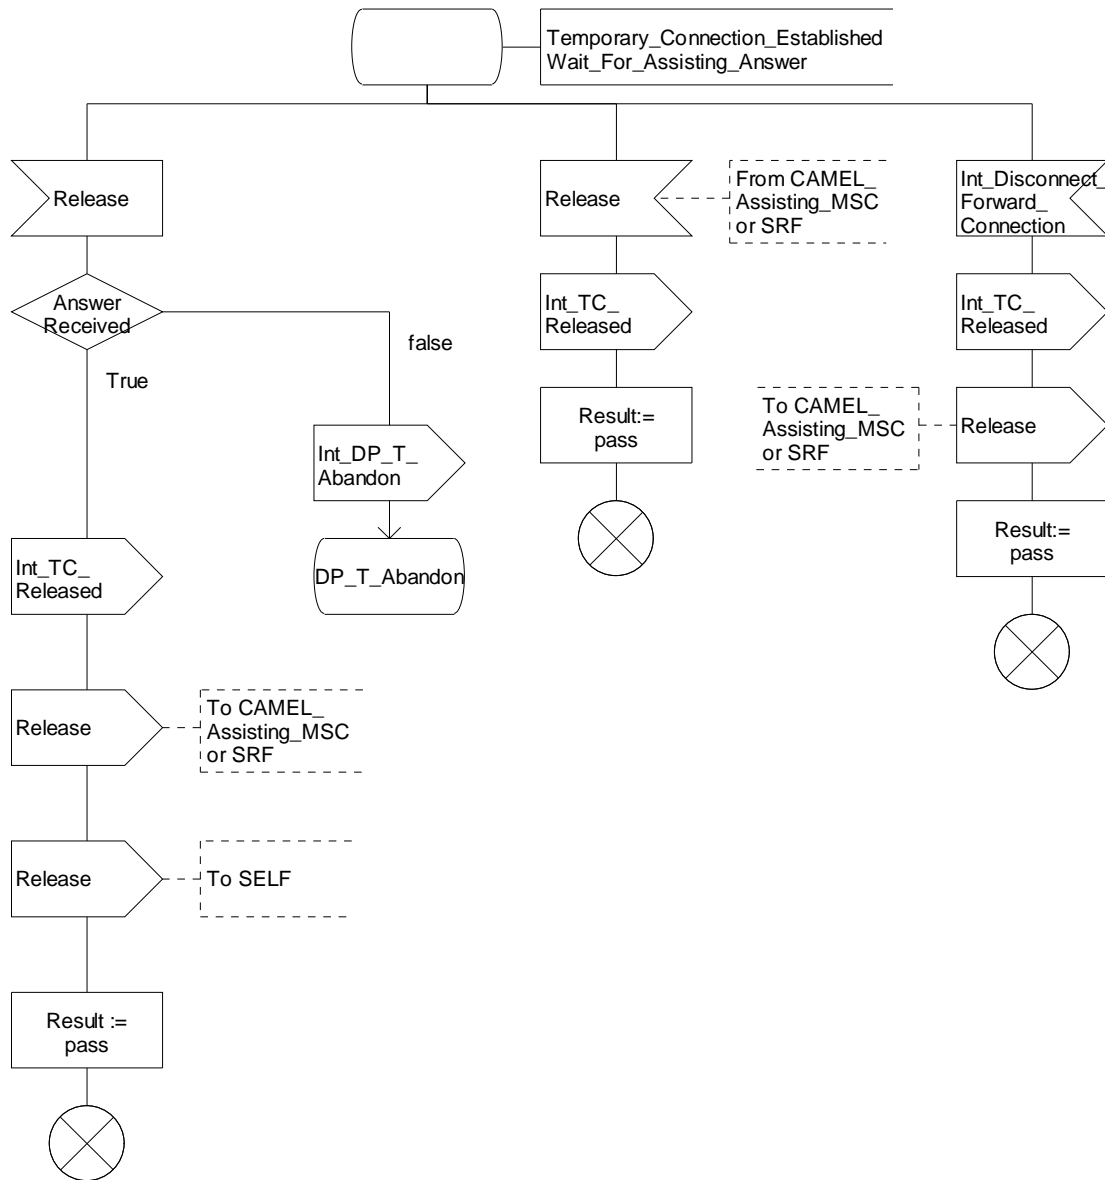 Temporary_Connection_Established
Wait_For_Assisting_Answer
Release
Release
From CAMEL_
Assisting_MSC
or SRF
Int_Disconnect_
Forward_
Connection
Answer
Received
false
True
Int_TC_
Released
Int_TC_
Released
Int_DP_T_
Abandon
Result:=
pass
To CAMEL_
Assisting_MSC
or SRF
Release
DP_T_Abandon
Result:=
pass
Int_TC_
Released
Release
To CAMEL_
Assisting_MSC
or SRF
Release
To SELF
Result :=
pass